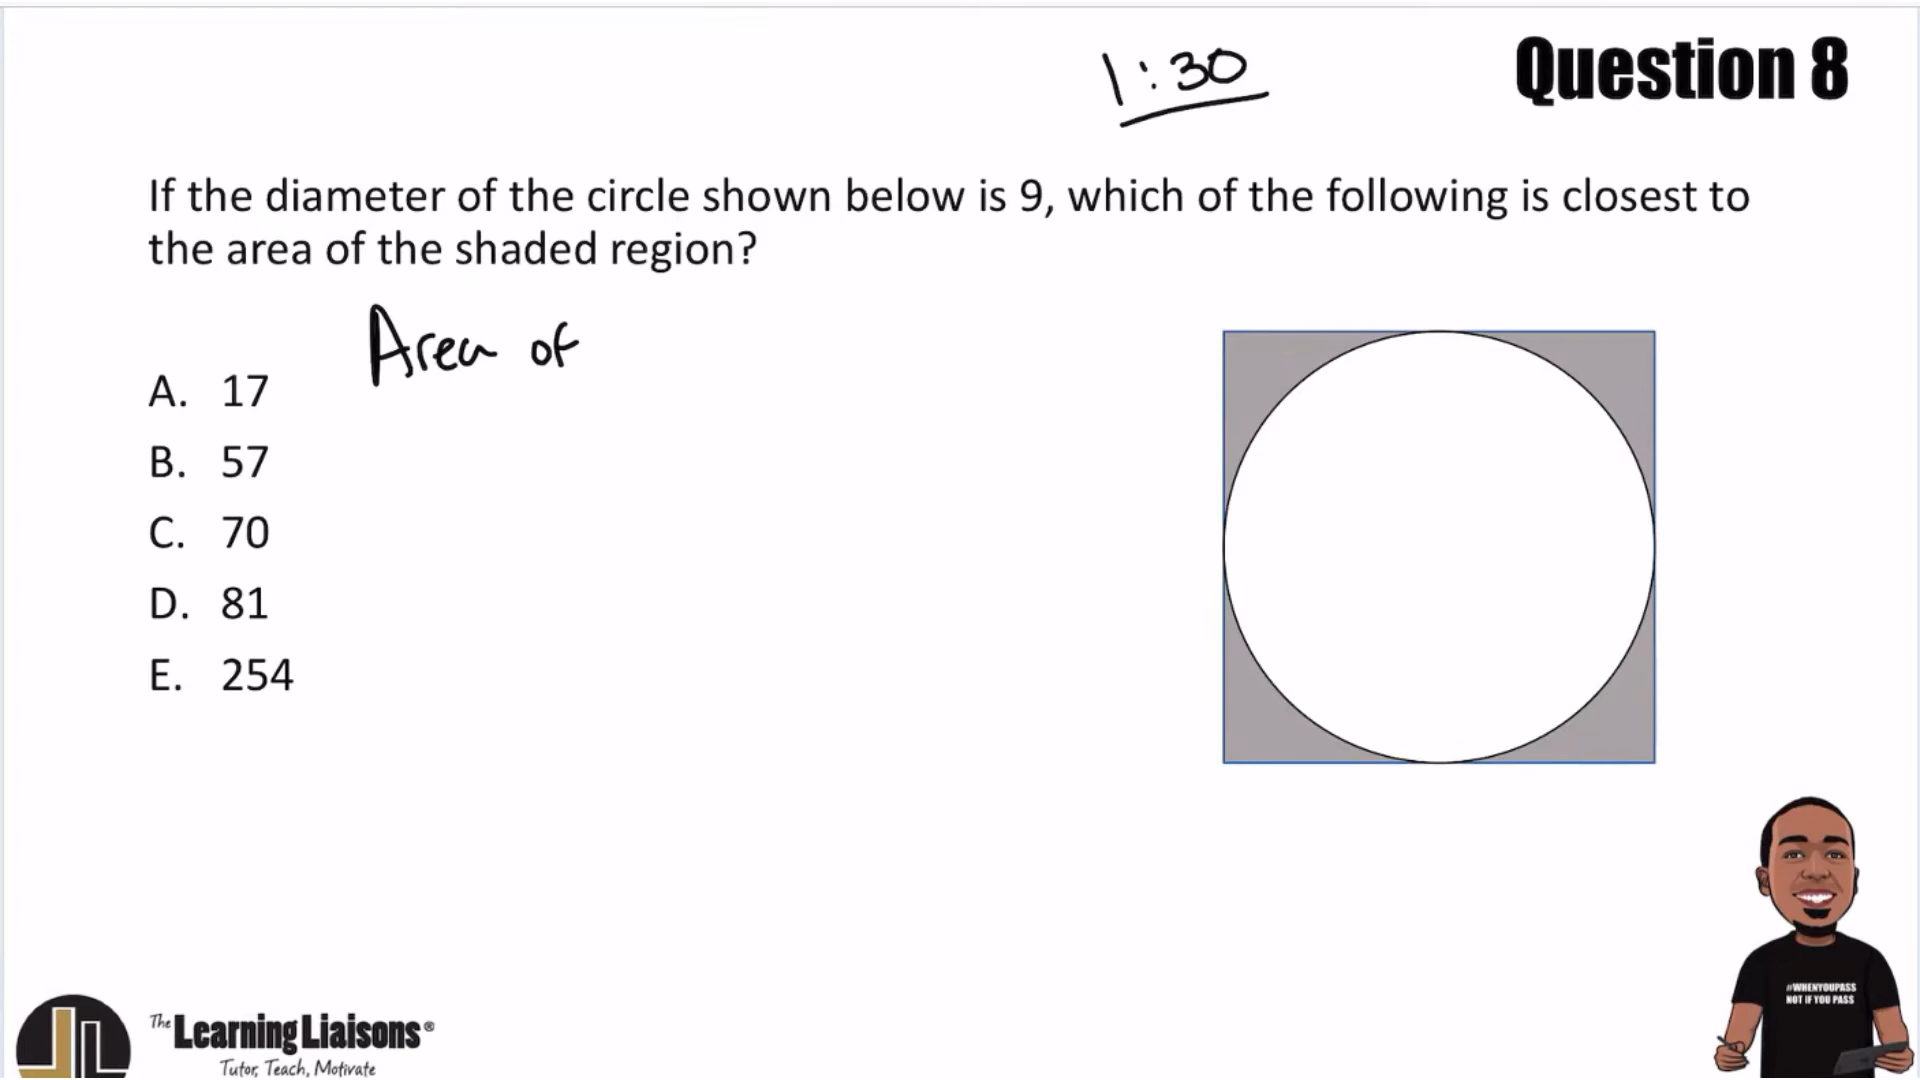 1:30
Question 8
If the diameter of the circle shown below is 9, which of the following is closest to
the area of the shaded region?
Area of
A. 17
B. 57
C. 70
D. 81
E. 254
#WHENYOUPASS
NOT IF YOU PASS
The Learning Liaisons®
Tutor, Teach, Motivate